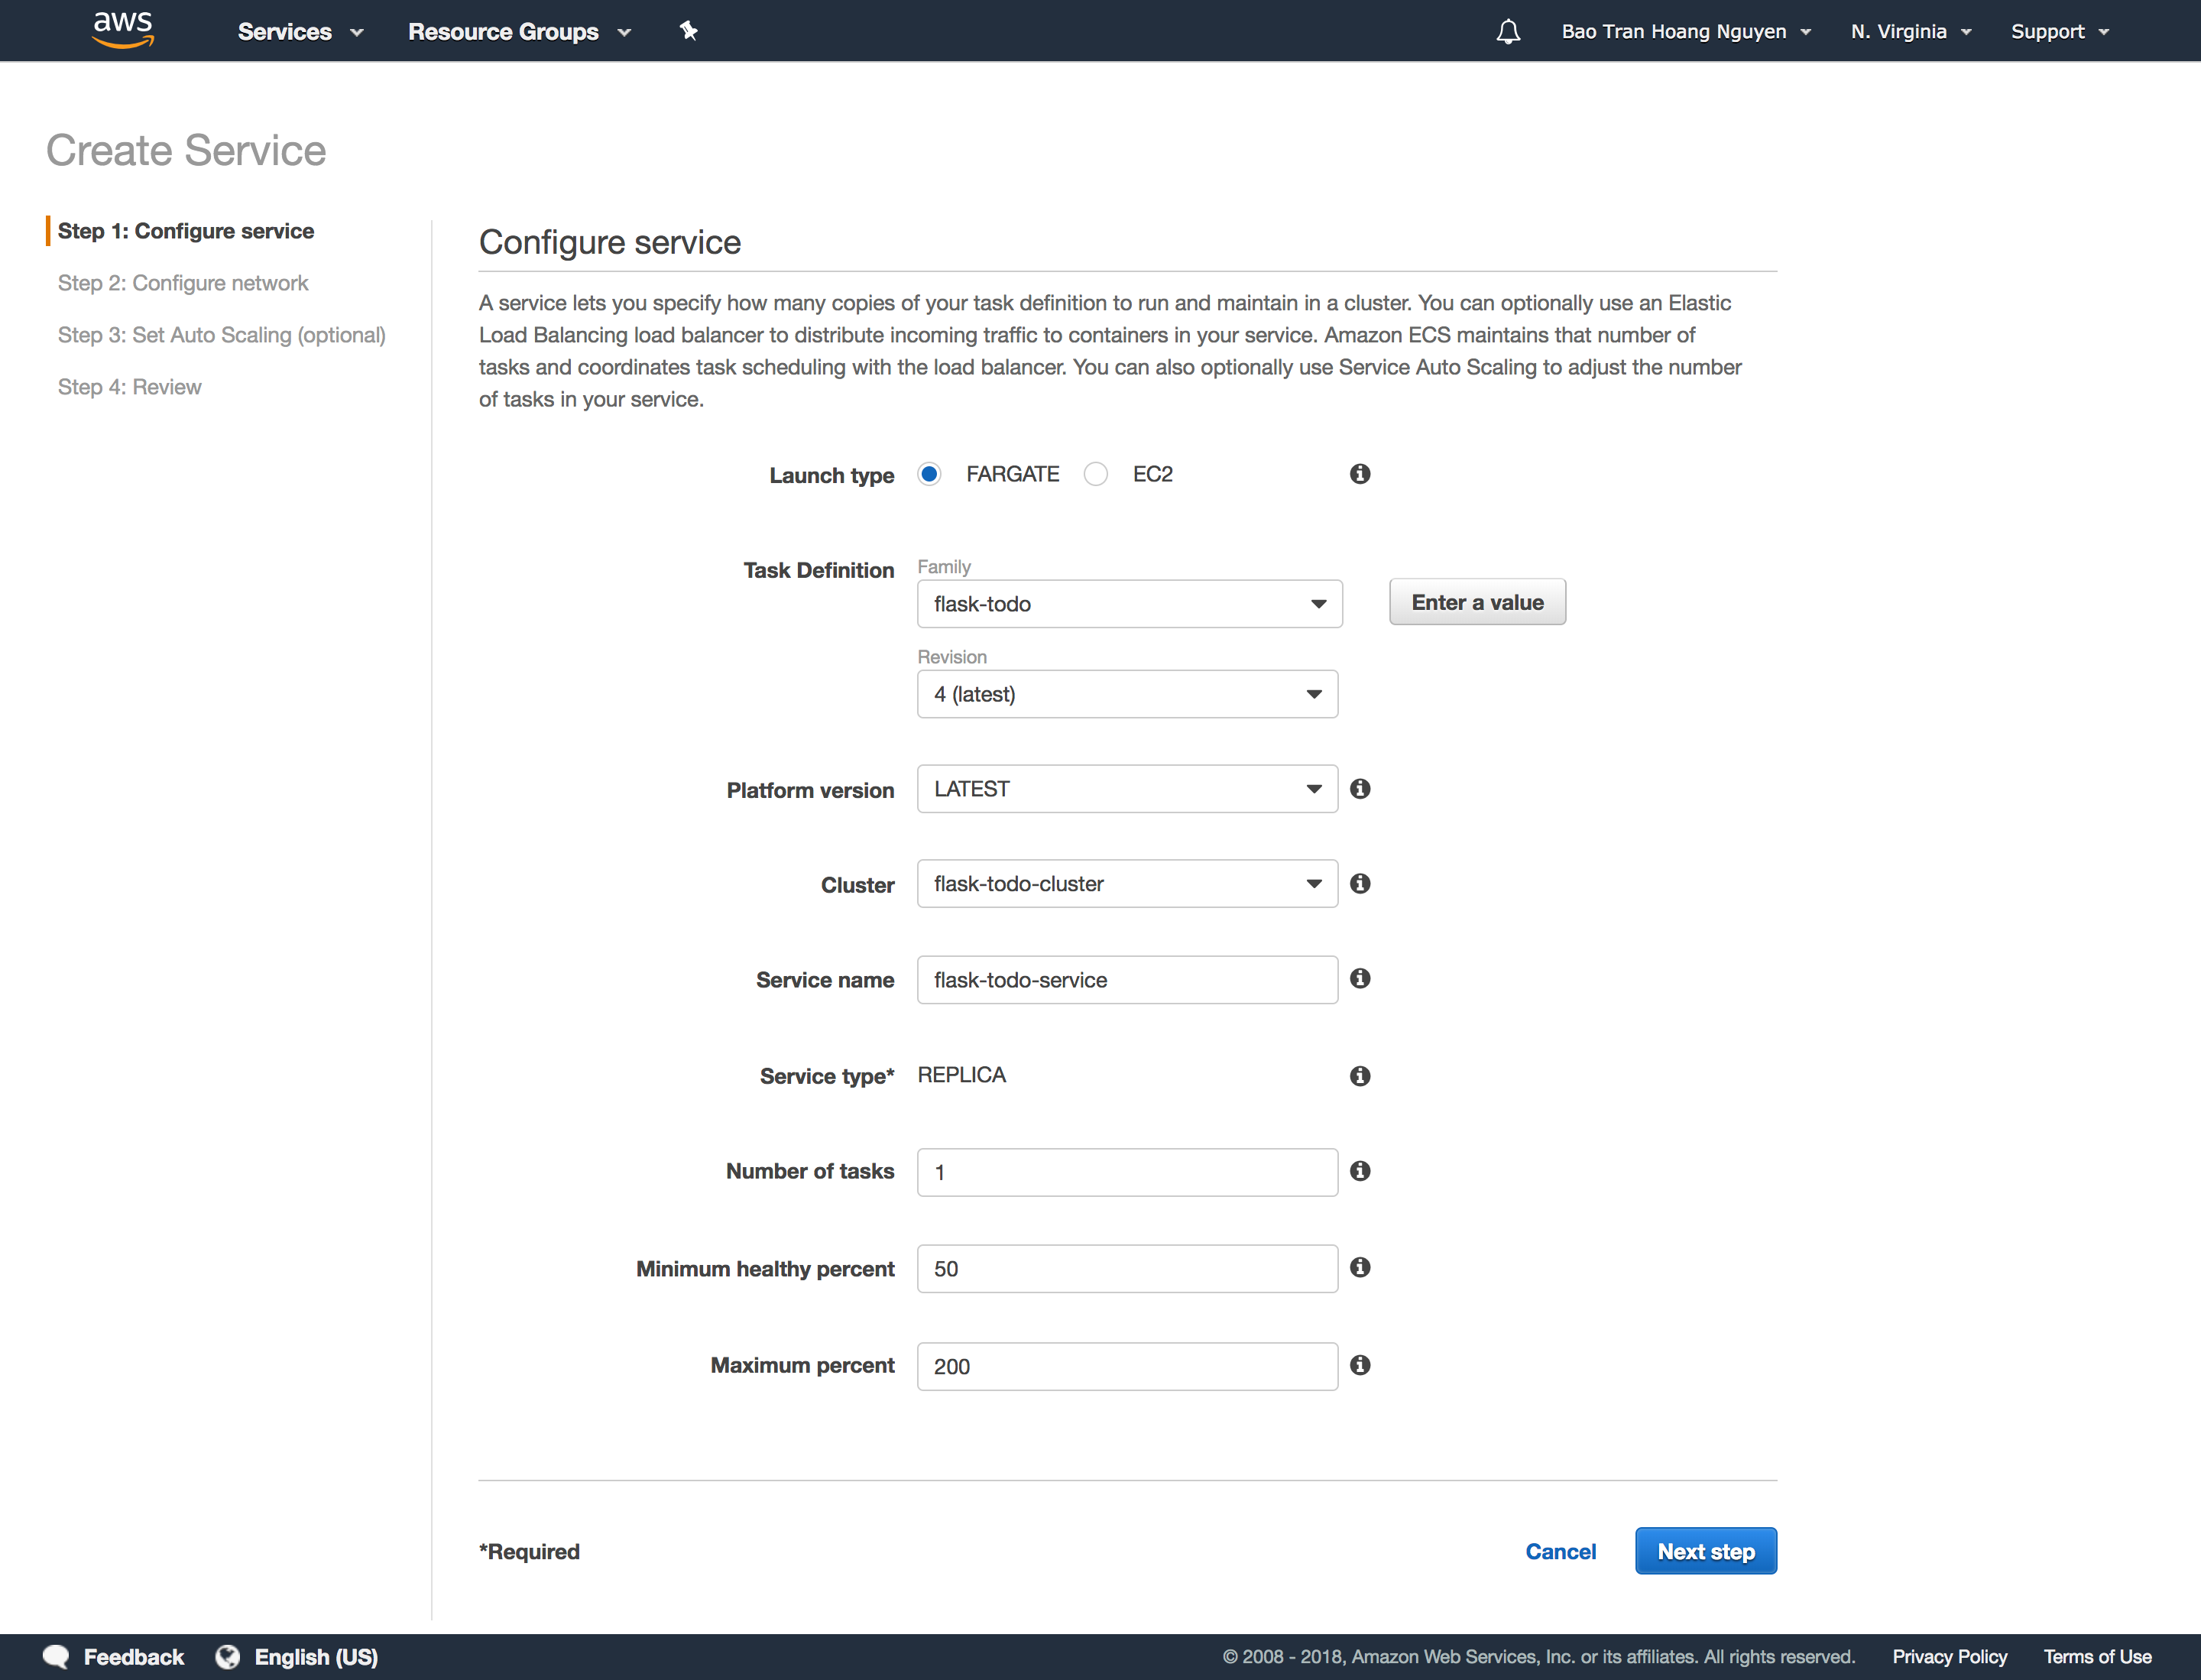 aws
Services
Resource Groups
Bao Tran Hoang Nguyen
N. Virginia
Support
Create Service
Step 1: Configure service
Step 2: Configure network
Step 3: Set Auto Scaling (optional)
Step 4: Review
Configure service
A service lets you specify how many copies of your task definition to run and maintain in a cluster. You can optionally use an Elastic
Load Balancing load balancer to distribute incoming traffic to containers in your service. Amazon ECS maintains that number of
tasks and coordinates task scheduling with the load balancer. You can also optionally use Service Auto Scaling to adjust the number
of tasks in your service.
Launch type
FARGATE
EC2
Task Definition
Family
flask-todo
Enter a value
Revision
4 (latest)
Platform version
LATEST
Cluster
flask-todo-cluster
Service name
flask-todo-service
Service type*
REPLICA
Number of tasks
1
Minimum healthy percent
50
Maximum percent
200
*Required
Cancel
Next step
Feedback
English (US)
© 2008 - 2018, Amazon Web Services, Inc. or its affiliates. All rights reserved.
Privacy Policy
Terms of Use